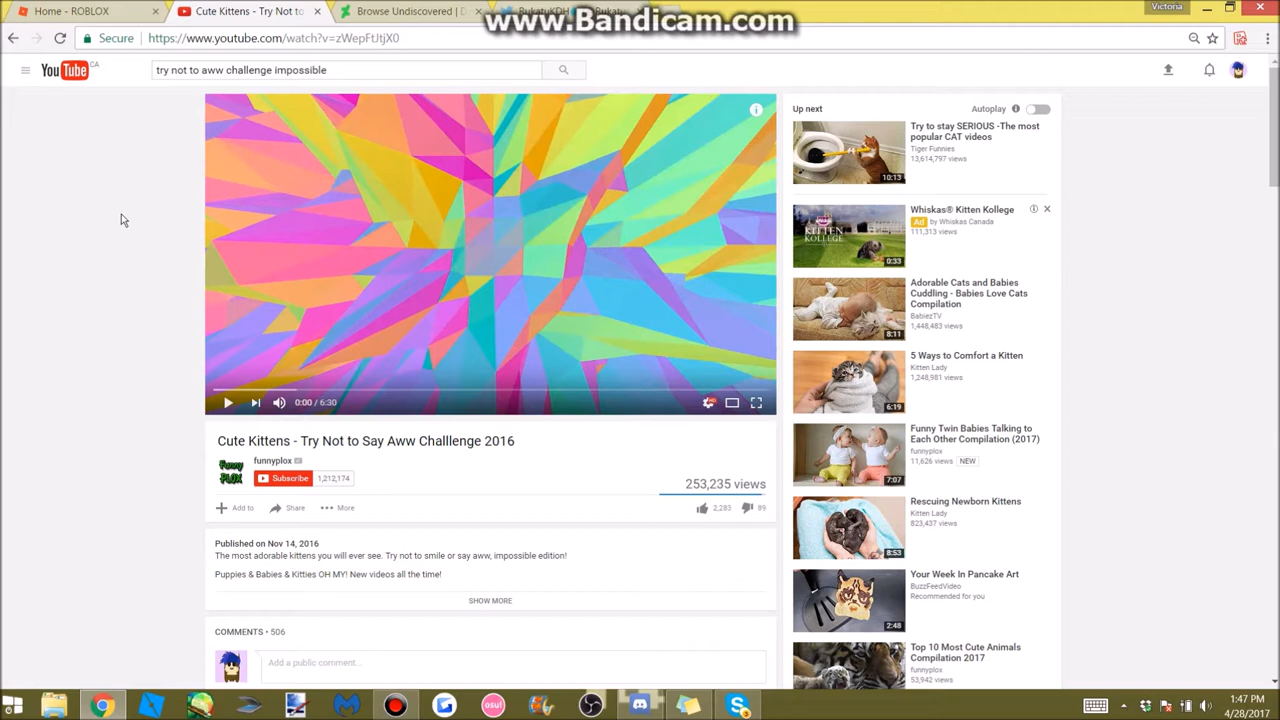 Home - ROBLOX
Cute Kittens - Try Not to
Browse Undiscovered | D
RukatuKDH
www.Bandicam.com
Victoria
Secure
https://www.youtube.com/watch?v=zWepFtJtjX0
YouTube CA
try not to aww challenge impossible
Up next
Autoplay
Try to stay SERIOUS -The most
popular CAT videos
Tiger Funnies
13,614,797 views
10:13
Whiskas® Kitten Kollege
Ad by Whiskas Canada
111,313 views
KITTEN
KOLLEGE
0:33
Adorable Cats and Babies
Cuddling - Babies Love Cats
Compilation
BabiezTV
1,448,483 views
8:11
5 Ways to Comfort a Kitten
Kitten Lady
1,248,981 views
6:19
0:00 / 6:30
Cute Kittens - Try Not to Say Aww Challlenge 2016
Funny
PLOX
funnyplox
Subscribe 1,212,174
253,235 views
Add to
Share
More
2,283
89
Funny Twin Babies Talking to
Each Other Compilation (2017)
funnyplox
11,626 views NEW
7:07
Rescuing Newborn Kittens
Kitten Lady
823,437 views
8:53
Published on Nov 14, 2016
The most adorable kittens you will ever see. Try not to smile or say aww, impossible edition!
Puppies & Babies & Kitties OH MY! New videos all the time!
SHOW MORE
Your Week In Pancake Art
BuzzFeedVideo
Recommended for you
2:48
COMMENTS • 506
Add a public comment...
Top 10 Most Cute Animals
Compilation 2017
funnyplox
53,942 views
osu!
1:47 PM
4/28/2017